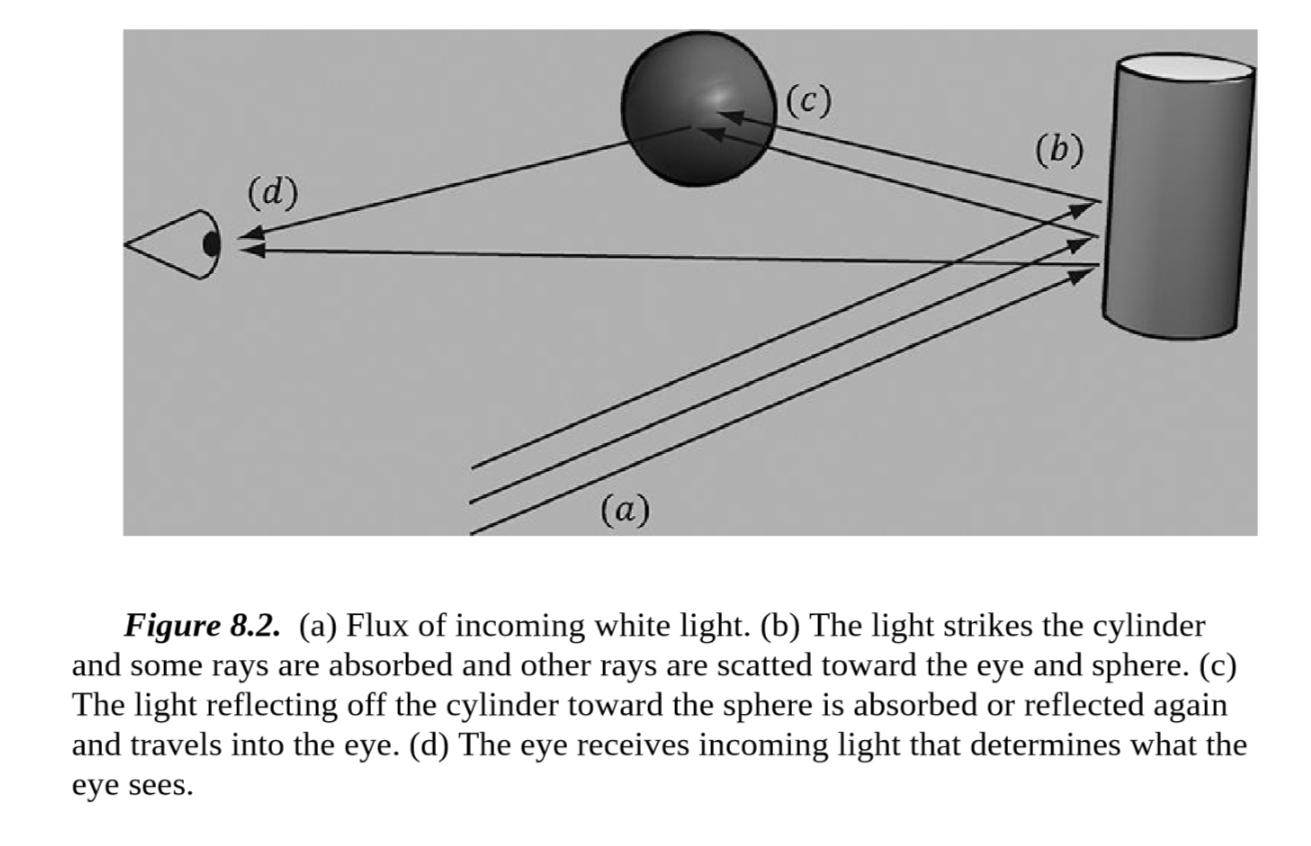 (c)
(b)
(d)
(a)
Figure 8.2. (a) Flux of incoming white light. (b) The light strikes the cylinder
and some rays are absorbed and other rays are scatted toward the eye and sphere. (c)
The light reflecting off the cylinder toward the sphere is absorbed or reflected again
and travels into the eye. (d) The eye receives incoming light that determines what the
eye sees.